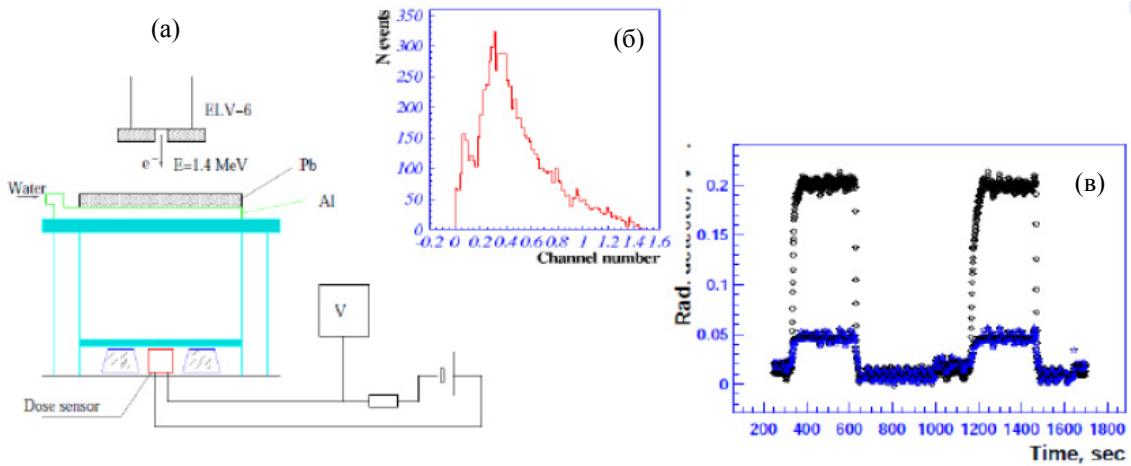 (а)
ELV-6
e⁻
E=1.4 MeV
Pb
Water
Al
V
Dose sensor
(б)
N events
350
300
250
200
150
100
50
0
-0.2 0 0.2 0.4 0.6 0.8 1 1.2 1.4 1.6
Channel number
(в)
Rad. detector,
0.2
0.15
0.1
0.05
0
200 400 600 800 1000 1200 1400 1600 1800
Time, sec